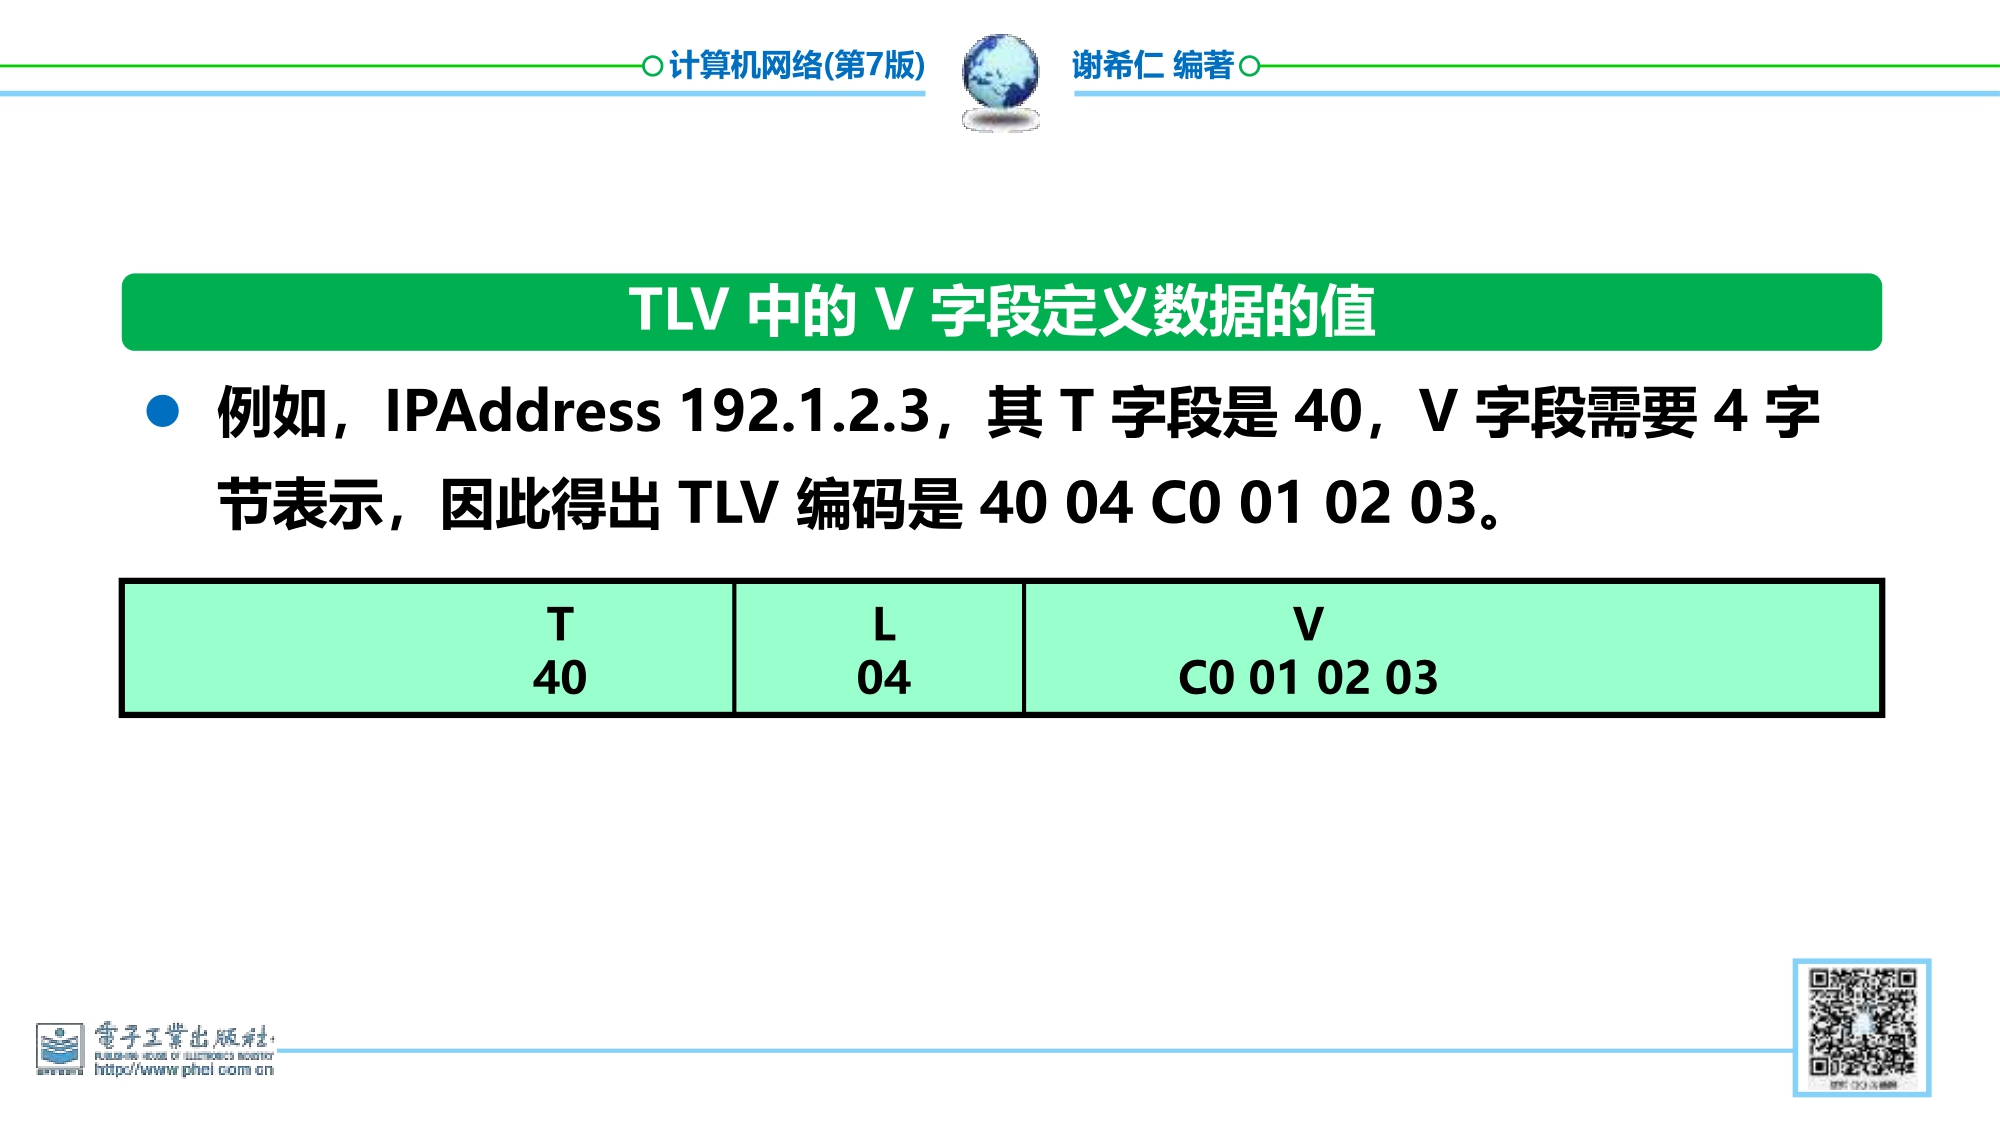 计算机网络(第7版)
谢希仁 编著
TLV 中的 V 字段定义数据的值
例如，IPAddress 192.1.2.3，其 T 字段是 40，V 字段需要 4 字
节表示，因此得出 TLV 编码是 40 04 C0 01 02 03。
T L V
40 04 C0 01 02 03
電子工業出版社
PUBLISHING HOUSE OF ELECTRONICS INDUSTRY
http://www.phei.com.cn